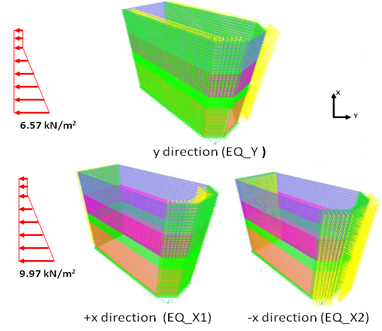 X
Y
6.57 kN/m²
y direction (EQ_Y )
9.97 kN/m²
+x direction (EQ_X1)
-x direction (EQ_X2)